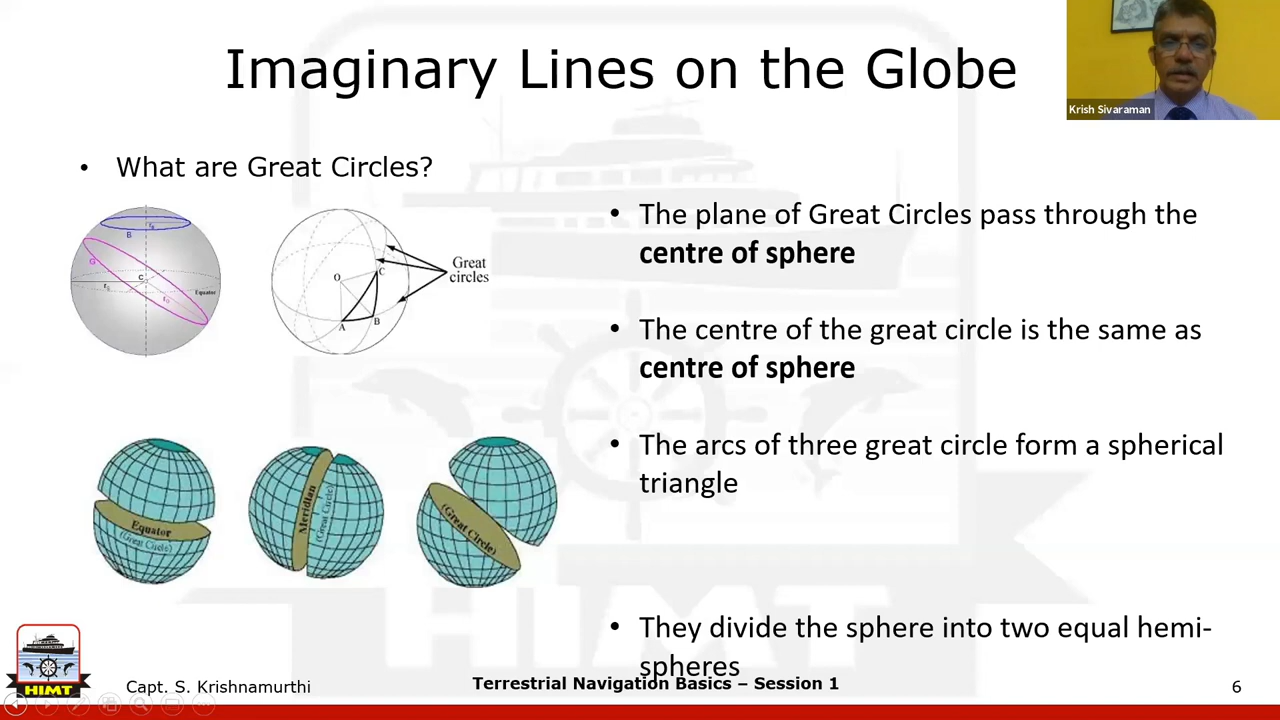 Imaginary Lines on the Globe
Krish Sivaraman
• What are Great Circles?
B
r
G
C
Equator
r
r
O
C
A
B
Great
circles
• The plane of Great Circles pass through the
centre of sphere
• The centre of the great circle is the same as
centre of sphere
• The arcs of three great circle form a spherical
triangle
Equator
(Great Circle)
Meridian
(Great Circle)
(Great Circle)
• They divide the sphere into two equal hemi-
spheres
HIMT
HIMT
Capt. S. Krishnamurthi
Terrestrial Navigation Basics – Session 1
6